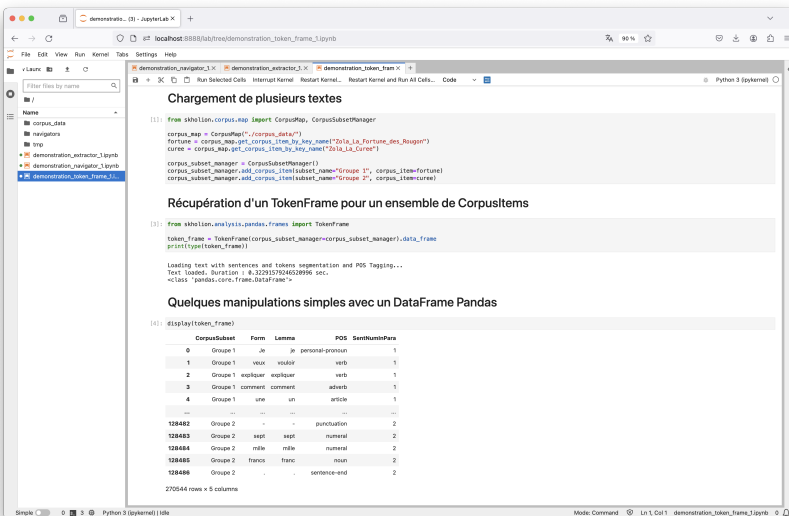 demonstratio... (3) - JupyterLab
localhost:8888/lab/tree/demonstration_token_frame_1.ipynb
90 %
File Edit View Run Kernel Tabs Settings Help
Filter files by name
/
Name
corpus_data
navigators
tmp
demonstration_extractor_1.ipynb
demonstration_navigator_1.ipynb
demonstration_token_frame_1.i...
demonstration_navigator_1. demonstration_extractor_1. demonstration_token_fram
Run Selected Cells Interrupt Kernel Restart Kernel... Restart Kernel and Run All Cells... Code Python 3 (ipykernel)
Chargement de plusieurs textes
[1]: from skholion.corpus.map import CorpusMap, CorpusSubsetManager
corpus_map = CorpusMap("./corpus_data/")
fortune = corpus_map.get_corpus_item_by_key_name("Zola_La_Fortune_des_Rougon")
curee = corpus_map.get_corpus_item_by_key_name("Zola_La_Curee")
corpus_subset_manager = CorpusSubsetManager()
corpus_subset_manager.add_corpus_item(subset_name="Groupe 1", corpus_item=fortune)
corpus_subset_manager.add_corpus_item(subset_name="Groupe 2", corpus_item=curee)
Récupération d'un TokenFrame pour un ensemble de CorpusItems
[3]: from skholion.analysis.pandas.frames import TokenFrame
token_frame = TokenFrame(corpus_subset_manager=corpus_subset_manager).data_frame
print(type(token_frame))
Loading text with sentences and tokens segmentation and POS Tagging...
Text loaded. Duration : 0.32291579246520996 sec.
<class 'pandas.core.frame.DataFrame'>
Quelques manipulations simples avec un DataFrame Pandas
[4]: display(token_frame)
CorpusSubset Form Lemma POS SentNumInPara
0 Groupe 1 Je je personal-pronoun 1
1 Groupe 1 veux vouloir verb 1
2 Groupe 1 expliquer expliquer verb 1
3 Groupe 1 comment comment adverb 1
4 Groupe 1 une un article 1
... ... ... ... ... ...
128482 Groupe 2 - - punctuation 2
128483 Groupe 2 sept sept numeral 2
128484 Groupe 2 mille mille numeral 2
128485 Groupe 2 francs franc noun 2
128486 Groupe 2 . . sentence-end 2
270544 rows × 5 columns
Simple 0 3 Python 3 (ipykernel) | Idle Mode: Command Ln 1, Col 1 demonstration_token_frame_1.ipynb 0